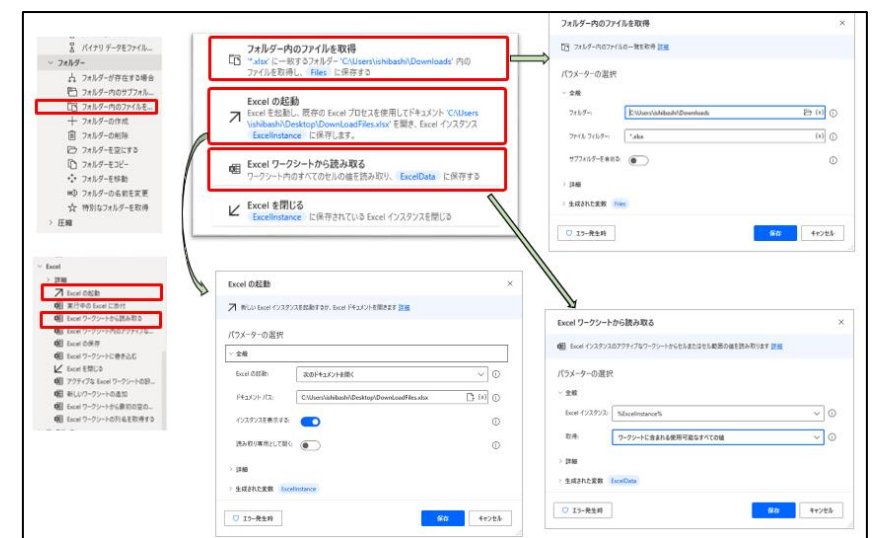 バイナリ データをファイル...
フォルダー
フォルダーが存在する場合
フォルダー内のサブフォル...
フォルダー内のファイルを...
フォルダーの作成
フォルダーの削除
フォルダーを空にする
フォルダーをコピー
フォルダーを移動
フォルダーの名前を変更
特別なフォルダーを取得
圧縮
Excel
詳細
Excel の起動
実行中の Excel に添付
Excel ワークシートから読み取る
Excel ワークシート内のアクティブな...
Excel の保存
Excel ワークシートに書き込む
Excel を閉じる
アクティブな Excel ワークシートの設...
新しいワークシートの追加
Excel ワークシートから最初の空の...
Excel ワークシートの列名を取得する
フォルダー内のファイルを取得
'*.xlsx' に一致するフォルダー 'C:\Users\ishibashi\Downloads' 内の
ファイルを取得し、 Files に保存する
Excel の起動
Excel を起動し、既存の Excel プロセスを使用してドキュメント 'C:\Users
\ishibashi\Desktop\DownLoadFiles.xlsx' を開き、Excel インスタンス
ExcelInstance に保存します。
Excel ワークシートから読み取る
ワークシート内のすべてのセルの値を読み取り、 ExcelData に保存する
Excel を閉じる
ExcelInstance に保存されている Excel インスタンスを閉じる
フォルダー内のファイルを取得
フォルダー内のファイルの一覧を取得 詳細
パラメーターの選択
全般
フォルダー:
C:\Users\ishibashi\Downloads
{x}
ファイル フィルター:
*.xlsx
{x}
サブフォルダーを含める
詳細
生成された変数 Files
エラー発生時
保存
キャンセル
Excel の起動
新しい Excel インスタンスを起動するか、Excel ドキュメントを開きます 詳細
パラメーターの選択
全般
Excel の起動:
次のドキュメントを開く
ドキュメント パス:
C:\Users\ishibashi\Desktop\DownLoadFiles.xlsx
{x}
インスタンスを表示する:
読み取り専用として開く:
詳細
生成された変数 ExcelInstance
エラー発生時
保存
キャンセル
Excel ワークシートから読み取る
Excel インスタンスのアクティブなワークシートからセルまたはセル範囲の値を読み取ります 詳細
パラメーターの選択
全般
Excel インスタンス:
%ExcelInstance%
取得:
ワークシートに含まれる使用可能なすべての値
詳細
生成された変数 ExcelData
エラー発生時
保存
キャンセル